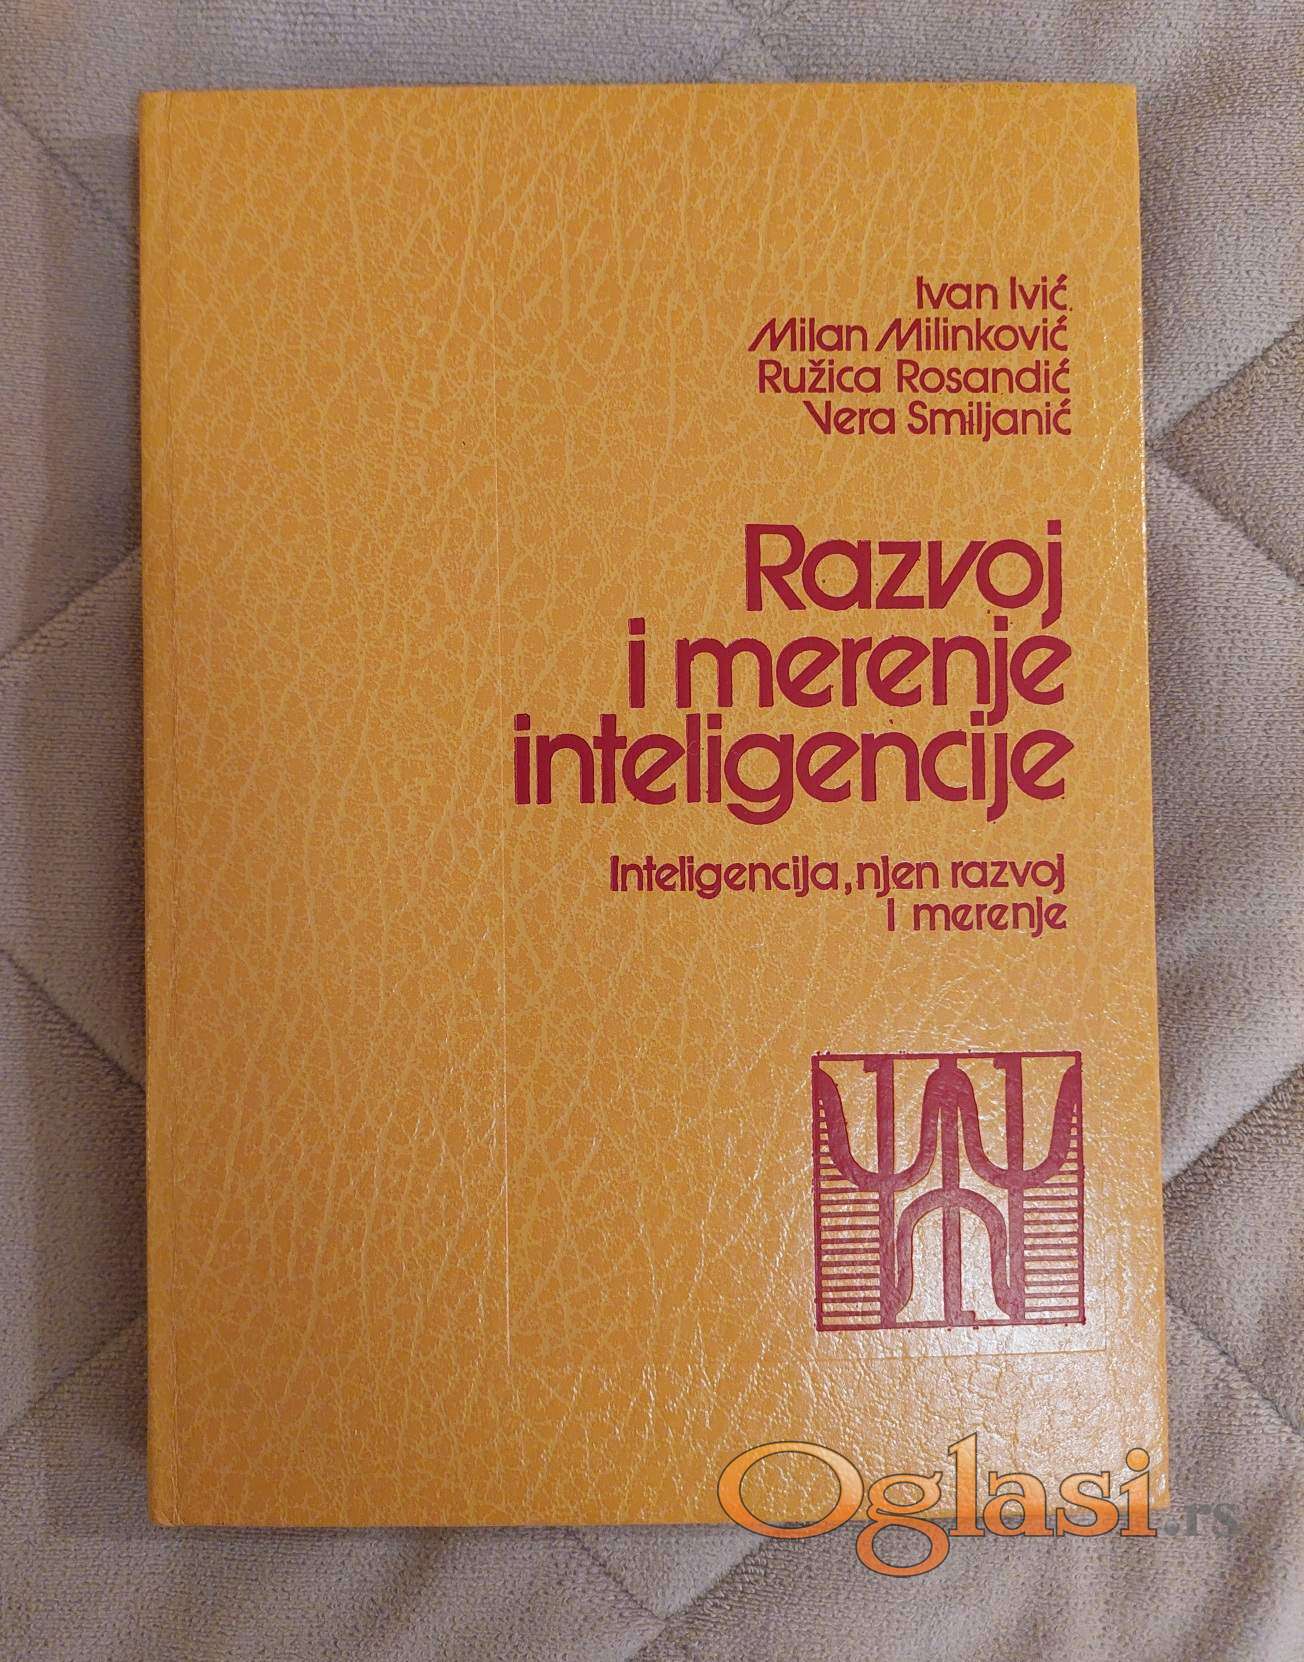 Ivan Ivić
Milan Milinković
Ružica Rosandić
Vera Smiljanić
Razvoj
i merenje
inteligencije
Inteligencija, njen razvoj
i merenje
Oglasi.rs